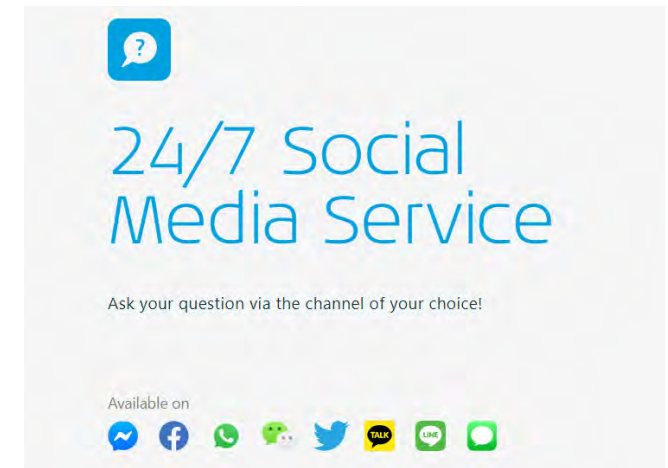 ?
24/7 Social
Media Service
Ask your question via the channel of your choice!
Available on
TALK
LINE